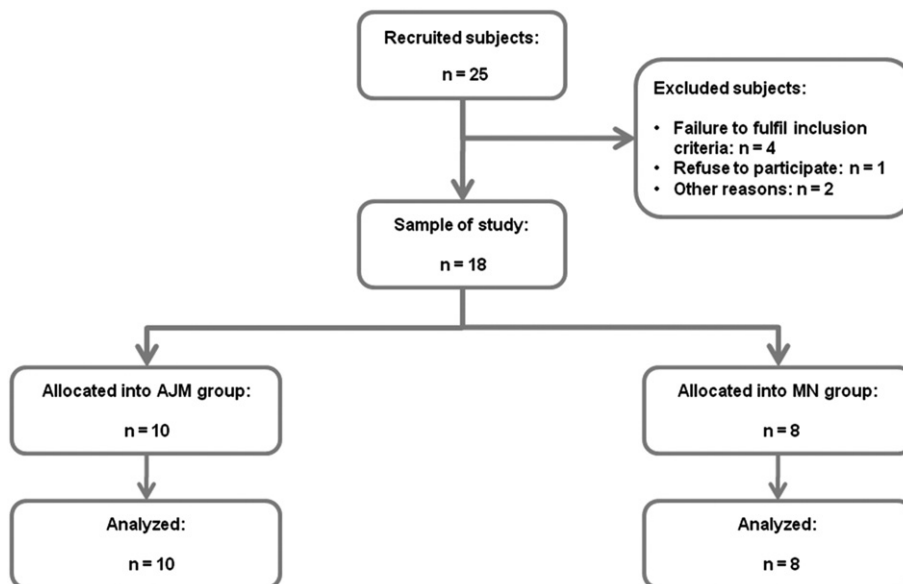 Recruited subjects:
n = 25
Excluded subjects:
• Failure to fulfil inclusion
criteria: n = 4
• Refuse to participate: n = 1
• Other reasons: n = 2
Sample of study:
n = 18
Allocated into AJM group:
n = 10
Allocated into MN group:
n = 8
Analyzed:
n = 10
Analyzed:
n = 8